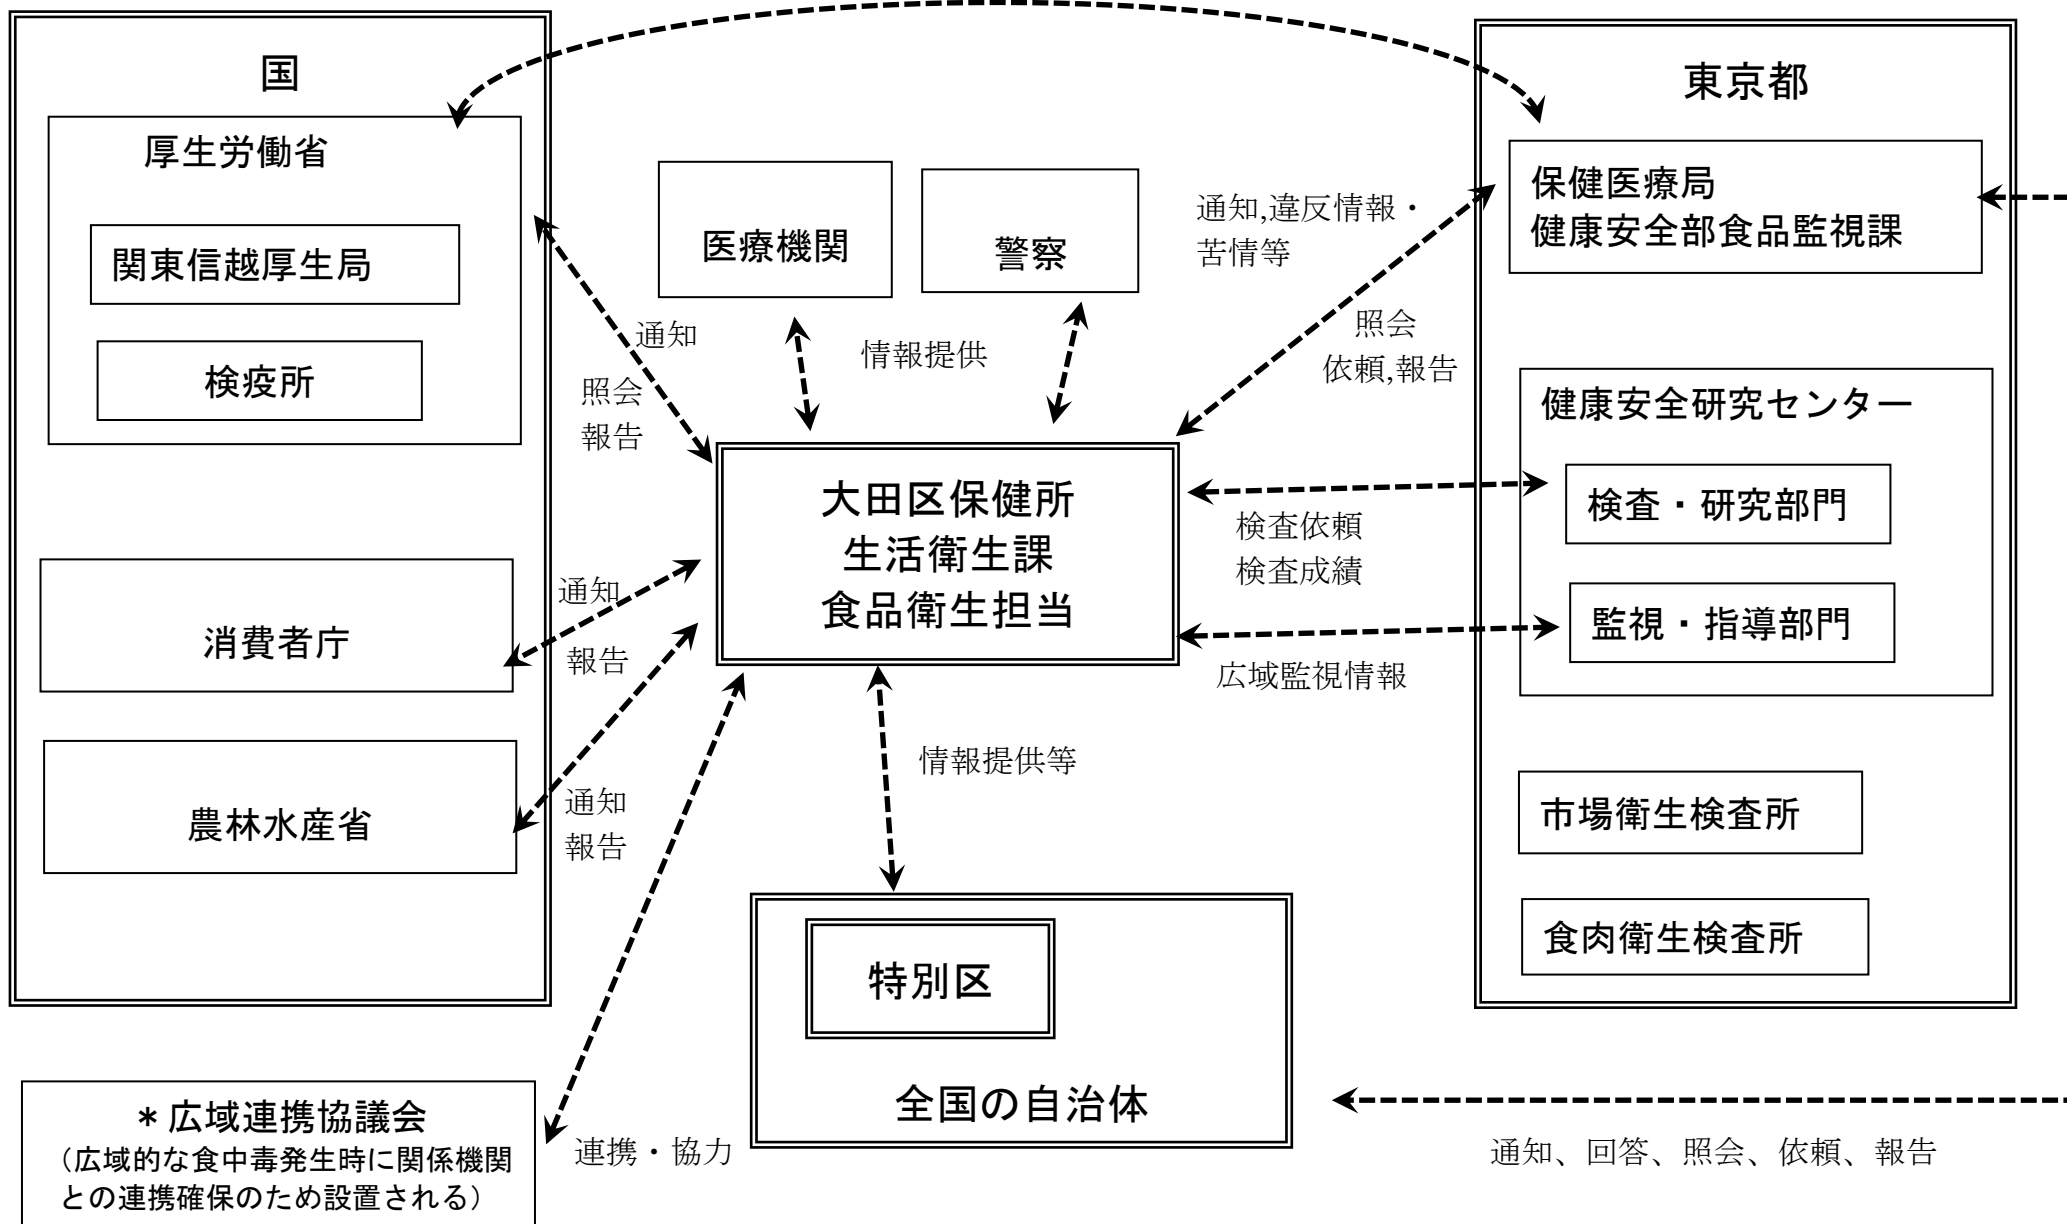 国
厚生労働省
関東信越厚生局
検疫所
消費者庁
農林水産省
＊広域連携協議会
（広域的な食中毒発生時に関係機関
との連携確保のため設置される）
医療機関
警察
通知
照会
報告
情報提供
通知,違反情報・
苦情等
照会
依頼,報告
大田区保健所
生活衛生課
食品衛生担当
通知
報告
通知
報告
検査依頼
検査成績
広域監視情報
情報提供等
連携・協力
特別区
全国の自治体
東京都
保健医療局
健康安全部食品監視課
健康安全研究センター
検査・研究部門
監視・指導部門
市場衛生検査所
食肉衛生検査所
通知、回答、照会、依頼、報告